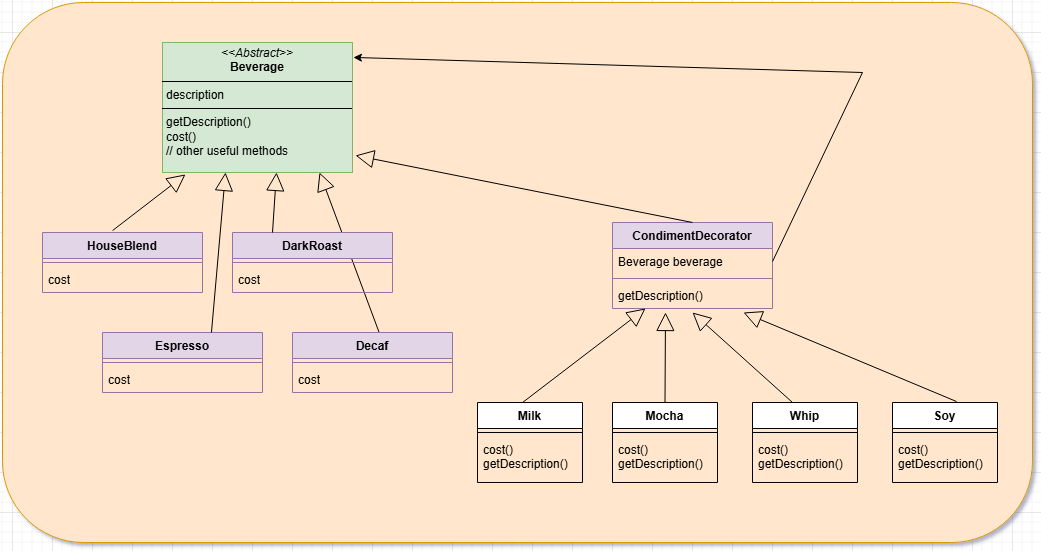 <<Abstract>>
Beverage
description
getDescription()
cost()
// other useful methods
HouseBlend
cost
DarkRoast
cost
Espresso
cost
Decaf
cost
CondimentDecorator
Beverage beverage
getDescription()
Milk
cost()
getDescription()
Mocha
cost()
getDescription()
Whip
cost()
getDescription()
Soy
cost()
getDescription()